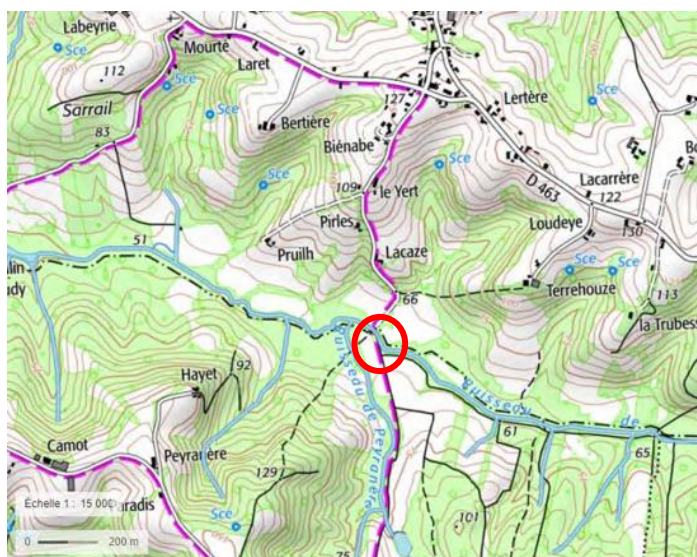 Labeyrie
Mourté
Sce
Sce
Laret
112
Sce
Sce
Sarrail
127
Lertère
Sce
83
Bertière
Biénabe
Sce
Sce
D 463
Lacarrère
109
le Yert
122
Pirles
Loudeye
130
51
Pruilh
Lacaze
Sce
Sce
66
Terrehouze
113
la Trubess
Ruisseau de Peyranère
92
Hayet
Ruisseau
de
61
Camot
Peyranère
129
65
Échelle 1 : 15 000
aradis
Sce
101
0
200 m
75